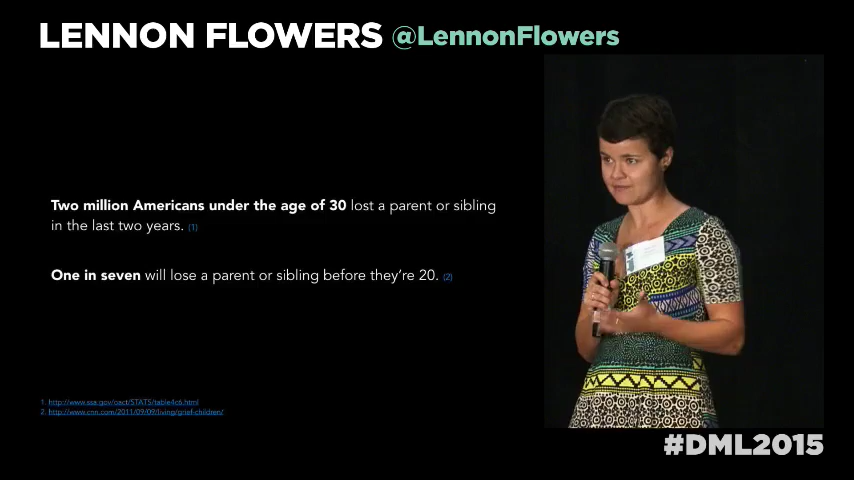 LENNON FLOWERS @LennonFlowers
Two million Americans under the age of 30 lost a parent or sibling
in the last two years. (1)
One in seven will lose a parent or sibling before they're 20. (2)
1. http://www.ssa.gov/oact/STATS/table4c6.html
2. http://www.cnn.com/2011/09/09/living/grief-children/
#DML2015